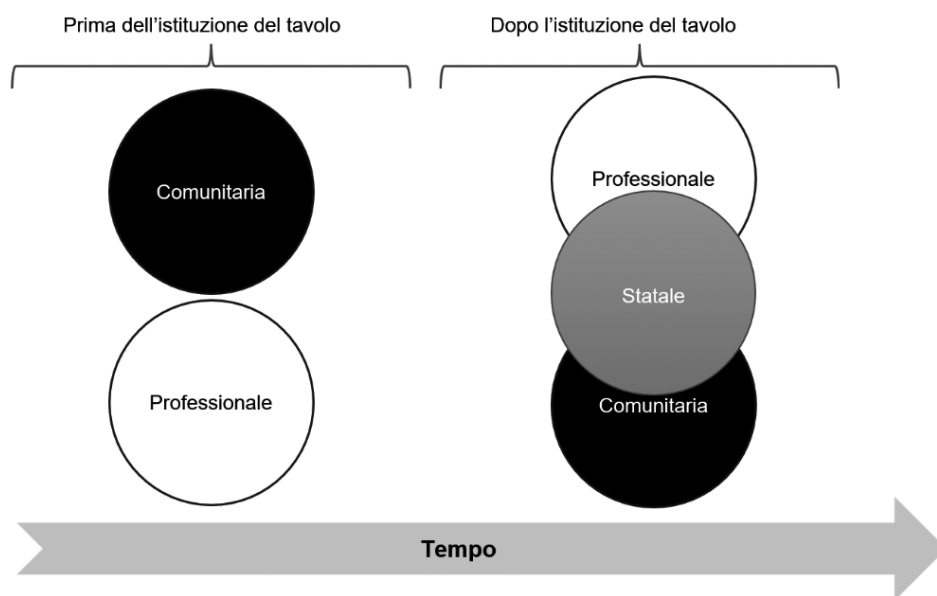 Prima dell’istituzione del tavolo
Comunitaria
Professionale
Dopo l’istituzione del tavolo
Professionale
Statale
Comunitaria
Tempo